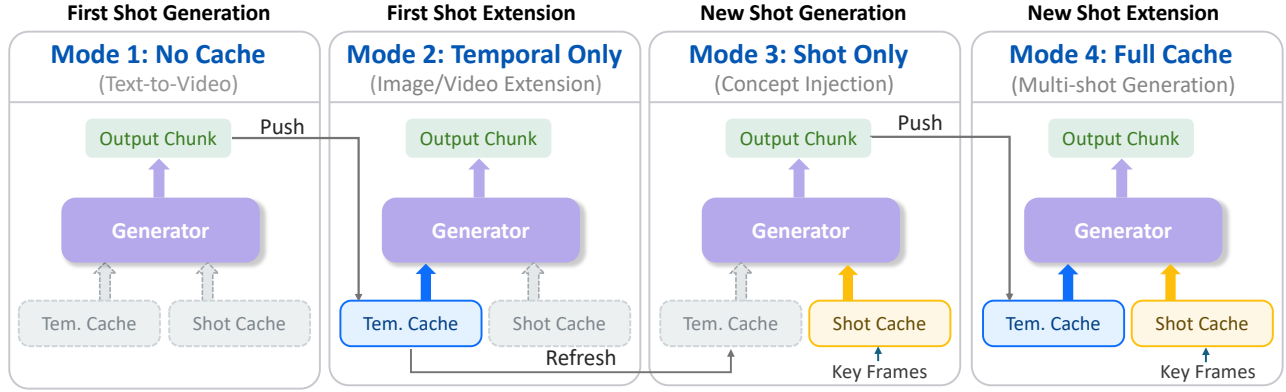 First Shot Generation
Mode 1: No Cache
(Text-to-Video)
Output Chunk
Generator
Tem. Cache
Shot Cache
Push
First Shot Extension
Mode 2: Temporal Only
(Image/Video Extension)
Output Chunk
Generator
Tem. Cache
Shot Cache
Refresh
New Shot Generation
Mode 3: Shot Only
(Concept Injection)
Output Chunk
Generator
Tem. Cache
Shot Cache
Key Frames
Push
New Shot Extension
Mode 4: Full Cache
(Multi-shot Generation)
Output Chunk
Generator
Tem. Cache
Shot Cache
Key Frames